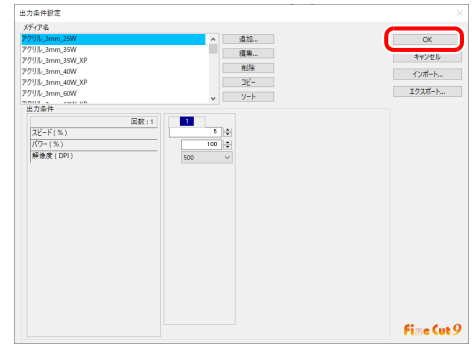 出力条件設定
メディア名
アクリル_3mm_25W
アクリル_3mm_35W
アクリル_3mm_35W_XP
アクリル_3mm_40W
アクリル_3mm_40W_XP
アクリル_3mm_60W
追加...
編集...
削除
コピー
ソート
OK
キャンセル
インポート...
エクスポート...
出力条件
回数 : 1
1
スピード ( % )
5
パワー ( % )
100
解像度 ( DPI )
500
FineCut9